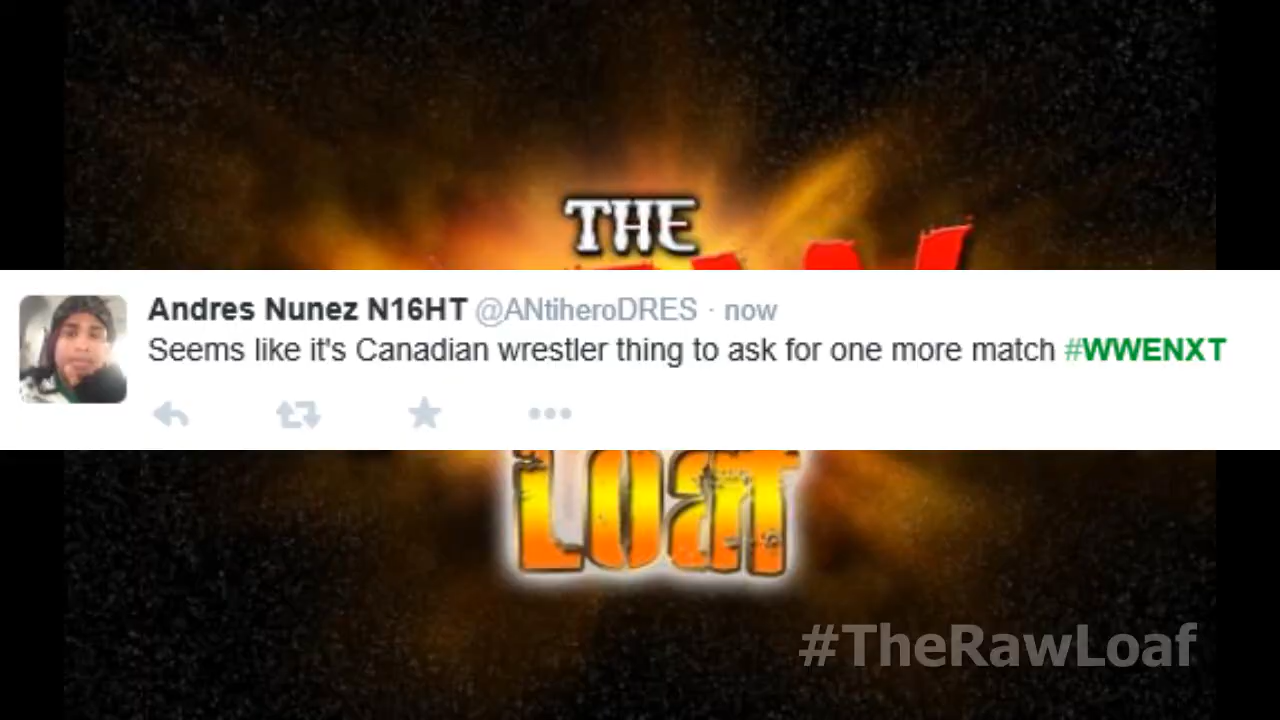 THE
Andres Nunez N16HT @ANtiheroDRES · now
Seems like it's Canadian wrestler thing to ask for one more match #WWENXT
LOaf
#TheRawLoaf